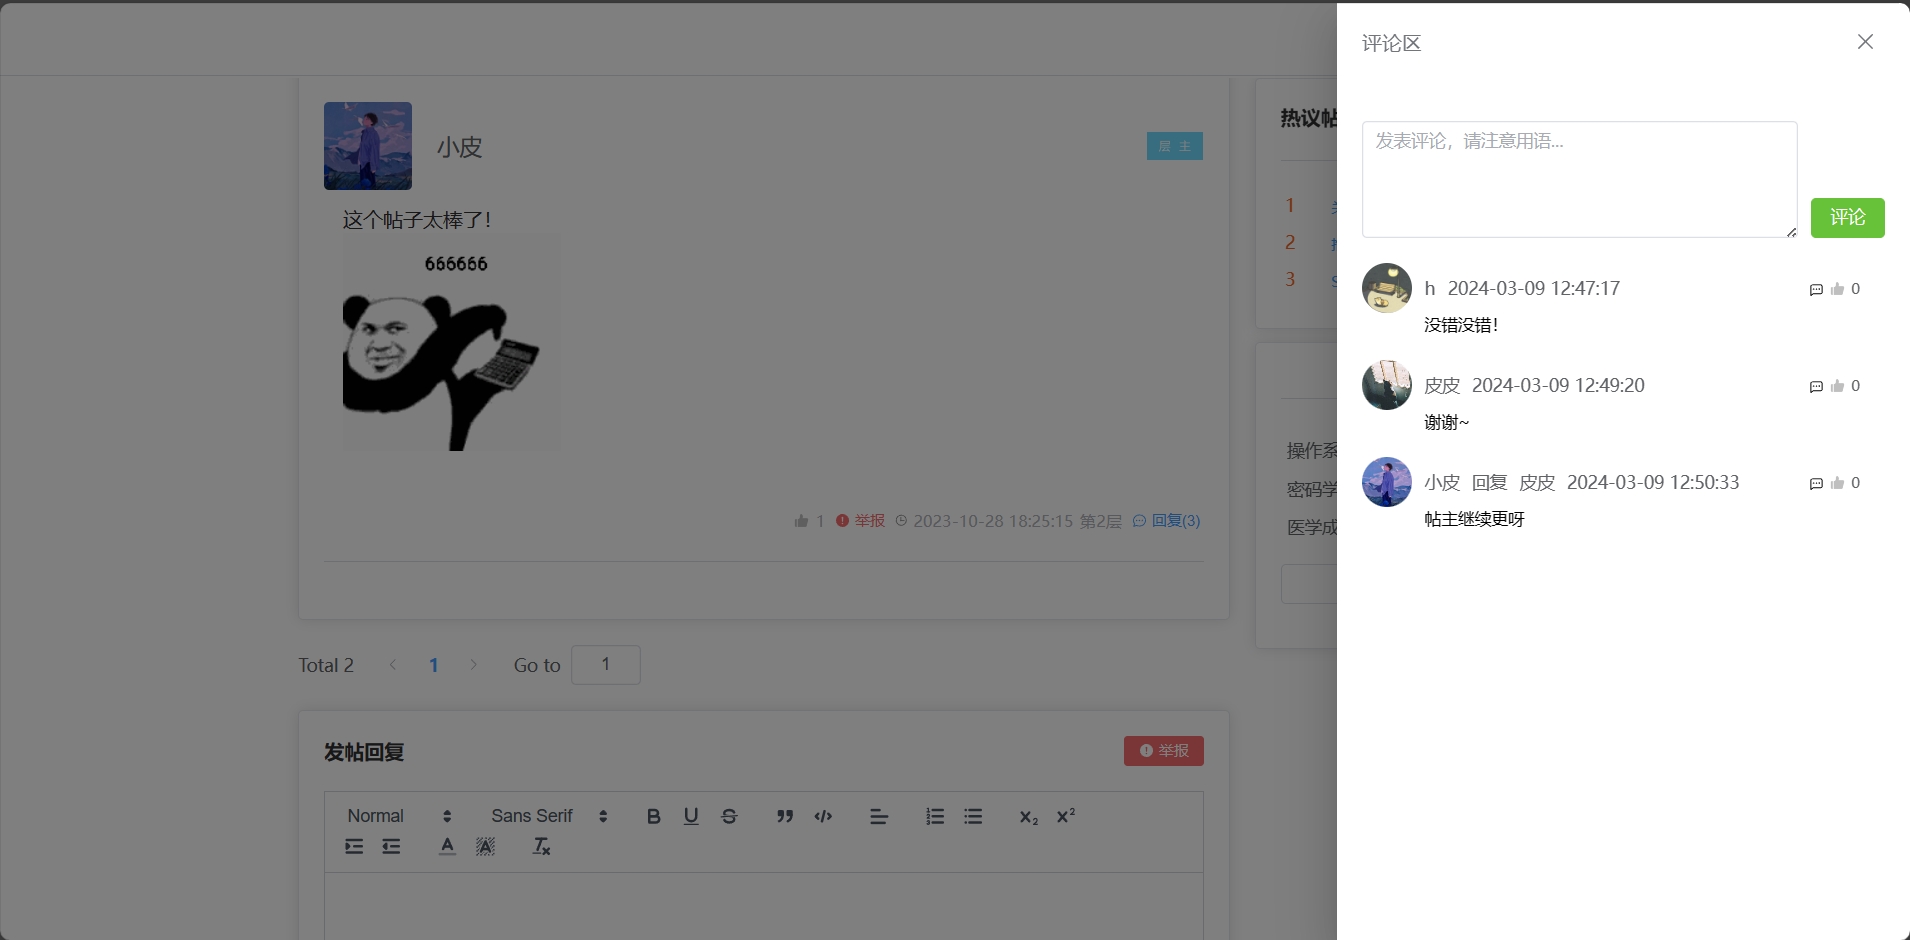 小皮
层 主
这个帖子太棒了！
666666
1 举报 2023-10-28 18:25:15 第2层 回复(3)
Total 2 1 Go to 1
发帖回复
举报
Normal Sans Serif
热议帖
1
2
3
操作系
密码学
医学成
评论区
发表评论，请注意用语...
评论
h 2024-03-09 12:47:17 0
没错没错！
皮皮 2024-03-09 12:49:20 0
谢谢~
小皮 回复 皮皮 2024-03-09 12:50:33 0
帖主继续更呀